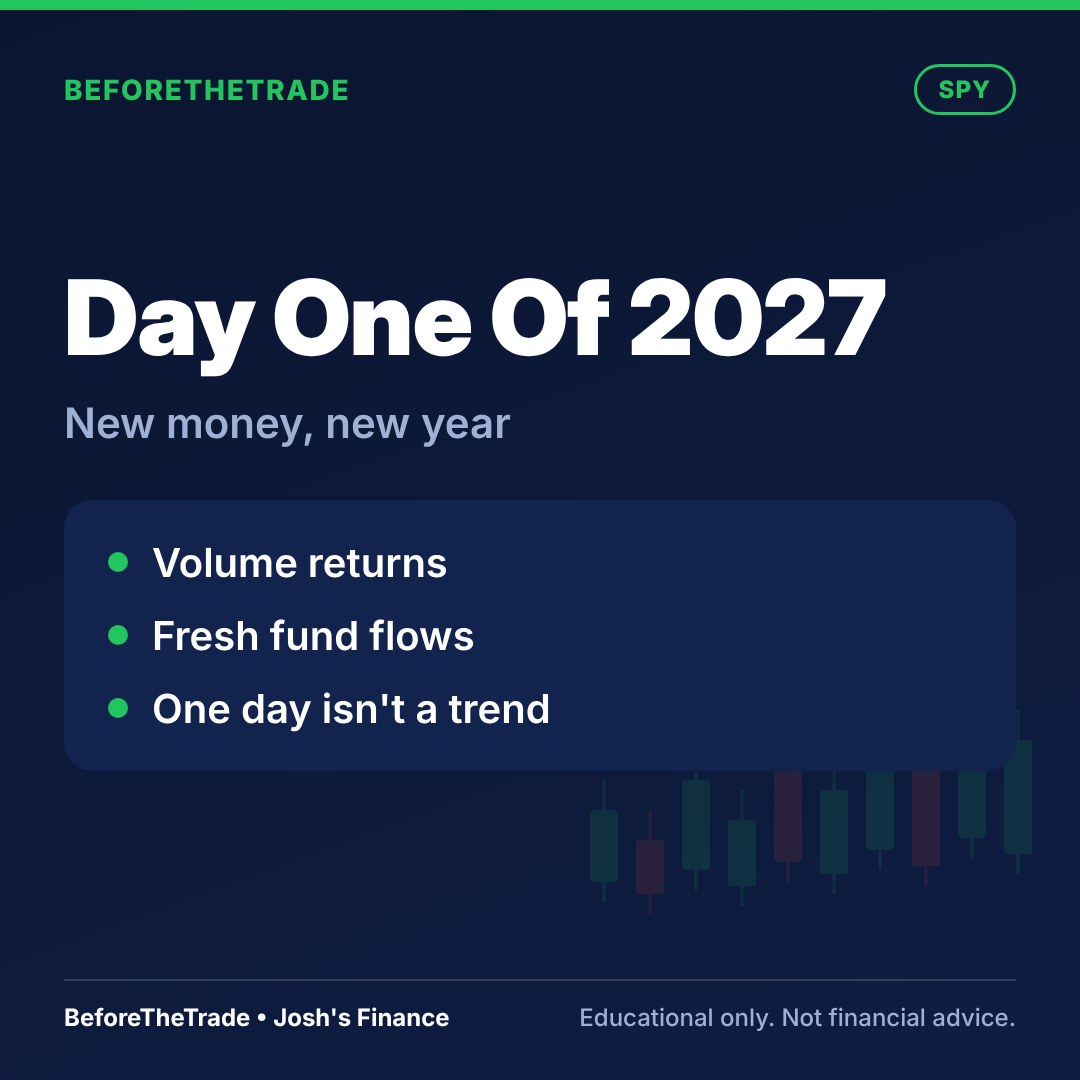 BEFORETHETRADE
SPY
Day One Of 2027
New money, new year
Volume returns
Fresh fund flows
One day isn't a trend
BeforeTheTrade • Josh's Finance
Educational only. Not financial advice.